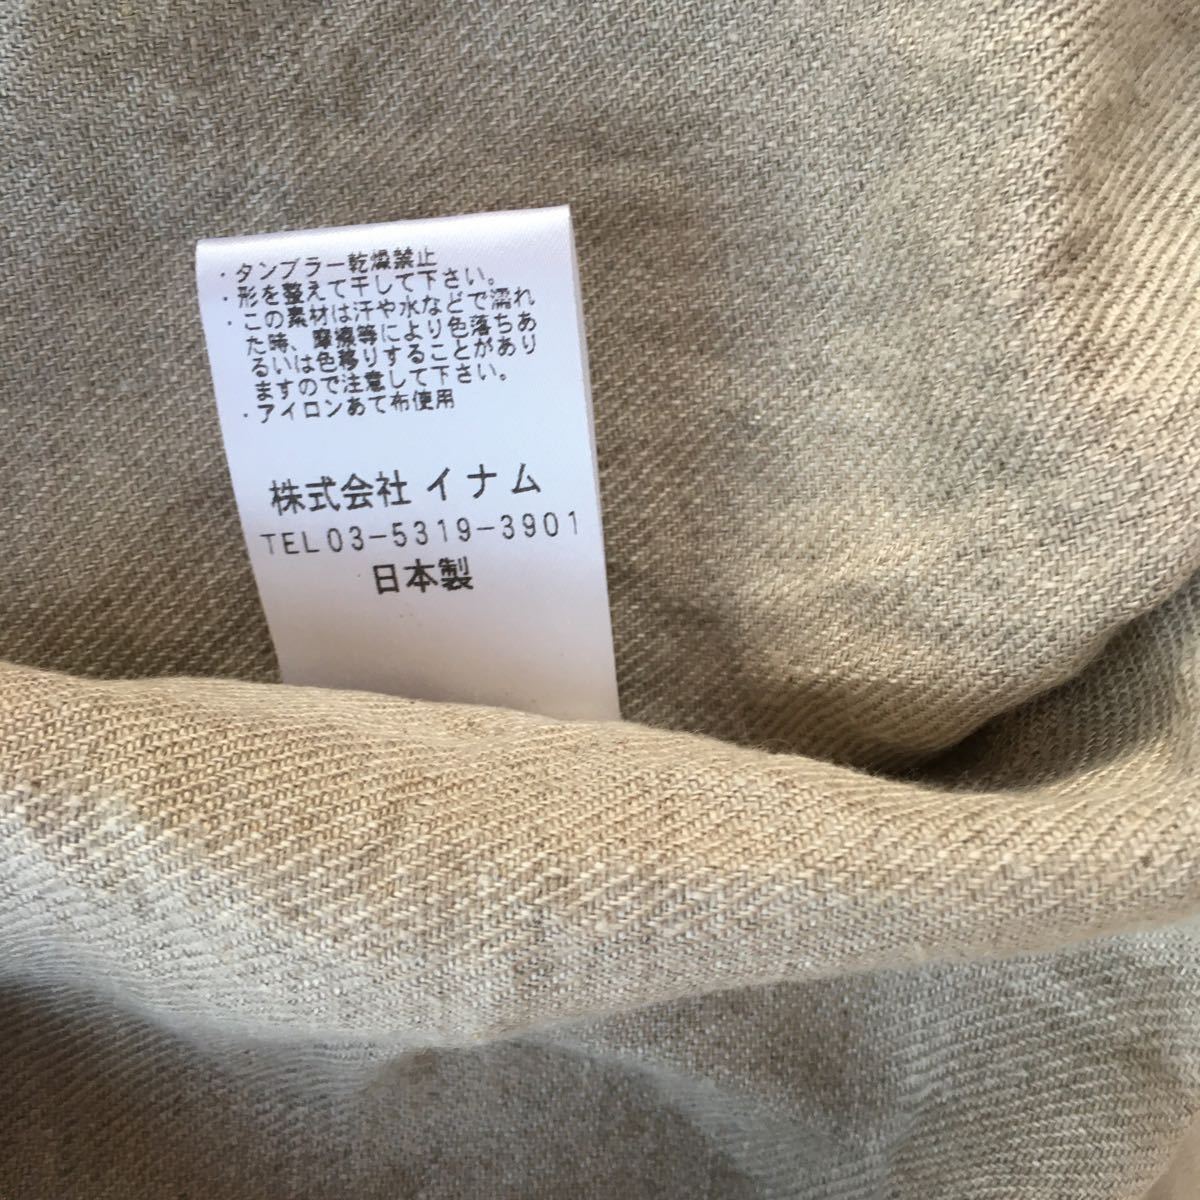 ・タンブラー乾燥禁止
・形を整えて干して下さい。
・この素材は汗や水などで濡れ
た時、摩擦等により色落ちあ
るいは色移りすることがあり
ますので注意して下さい。
・アイロンあて布使用
株式会社 イナム
TEL03-5319-3901
日本製